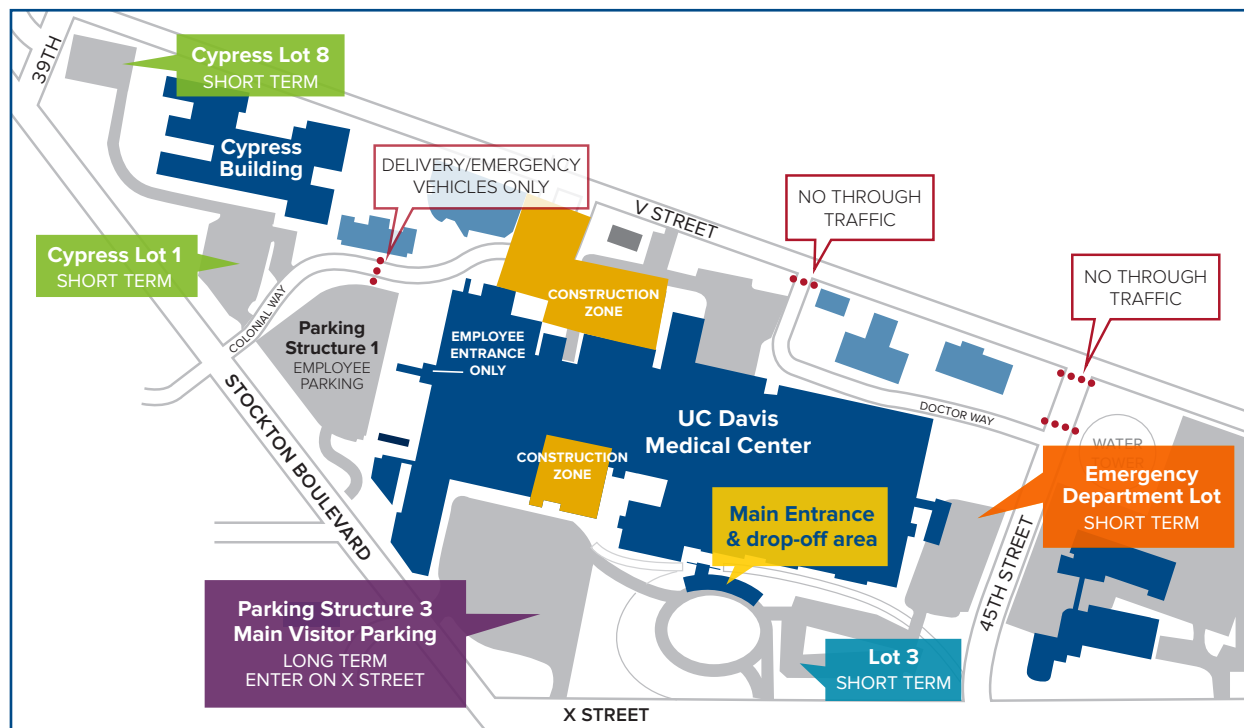 39TH
Cypress Lot 8
SHORT TERM
Cypress
Building
DELIVERY/EMERGENCY
VEHICLES ONLY
V STREET
NO THROUGH
TRAFFIC
NO THROUGH
TRAFFIC
Cypress Lot 1
SHORT TERM
COLONIAL WAY
Parking
Structure 1
EMPLOYEE
PARKING
EMPLOYEE
ENTRANCE
ONLY
CONSTRUCTION
ZONE
STOCKTON BOULEVARD
UC Davis
Medical Center
DOCTOR WAY
WATER
TOWER
CONSTRUCTION
ZONE
Main Entrance
& drop-off area
Emergency
Department Lot
SHORT TERM
45TH STREET
Parking Structure 3
Main Visitor Parking
LONG TERM
ENTER ON X STREET
Lot 3
SHORT TERM
X STREET